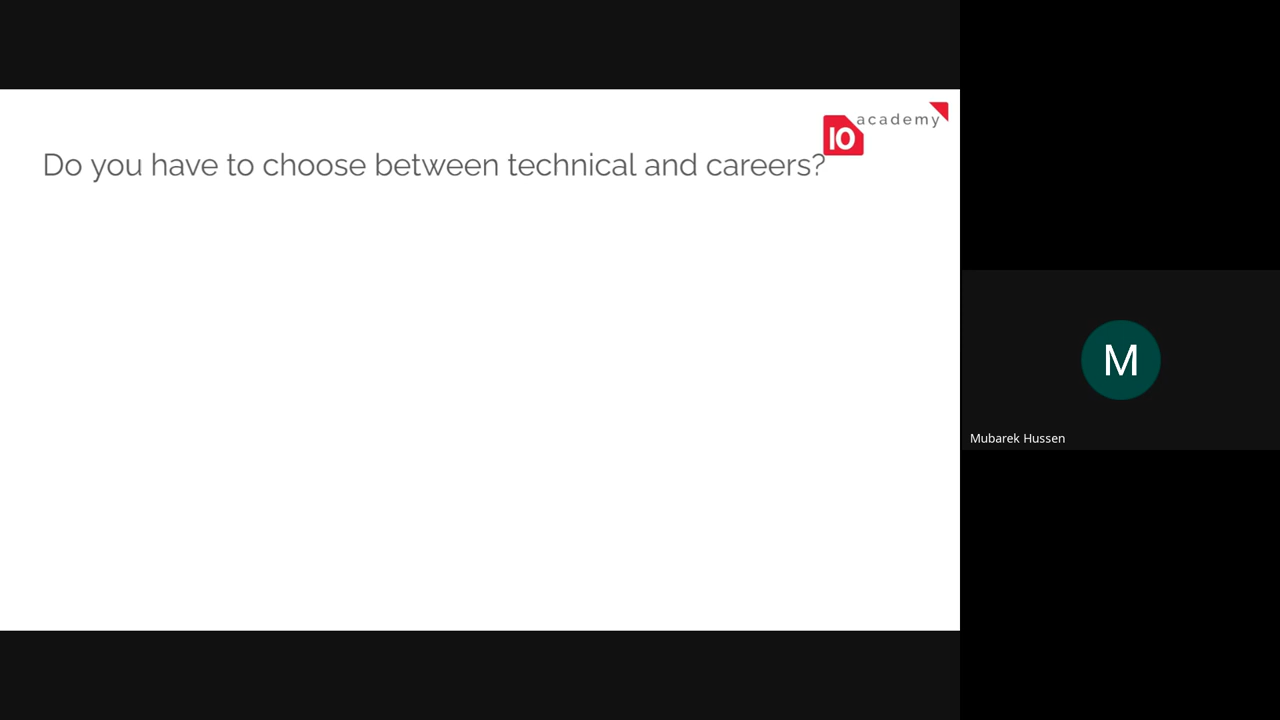 academy
10
Do you have to choose between technical and careers?
M
Mubarek Hussen